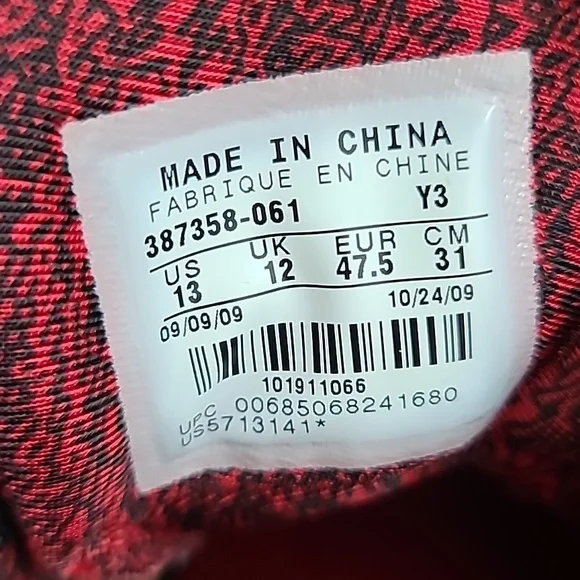 MADE IN CHINA
FABRIQUE EN CHINE
387358-061 Y3
US UK EUR CM
13 12 47.5 31
09/09/09 10/24/09
101911066
UPC 00685068241680
US5713141*